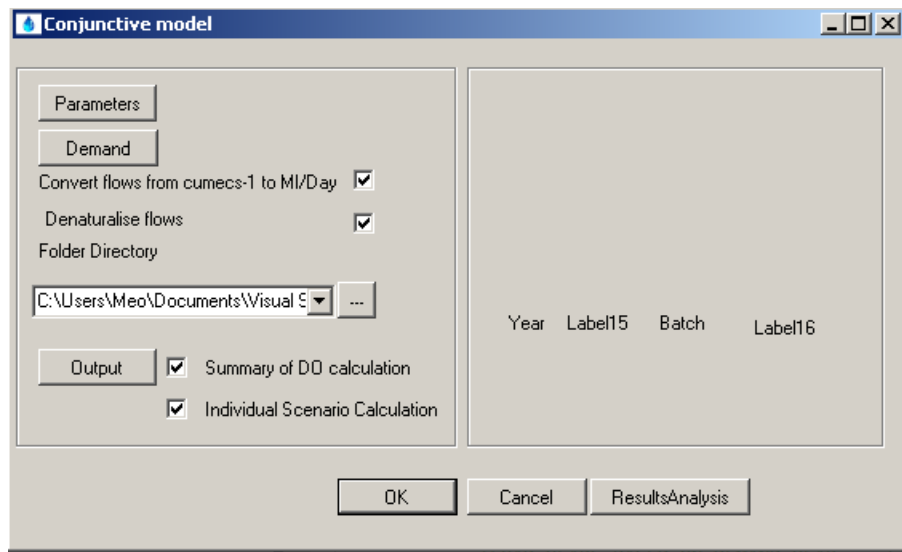 Conjunctive model
Parameters
Demand
Convert flows from cumecs-1 to Ml/Day
Denaturalise flows
Folder Directory
C:\Users\Meo\Documents\Visual S
...
Year Label15 Batch Label16
Output Summary of DO calculation
Individual Scenario Calculation
OK Cancel ResultsAnalysis